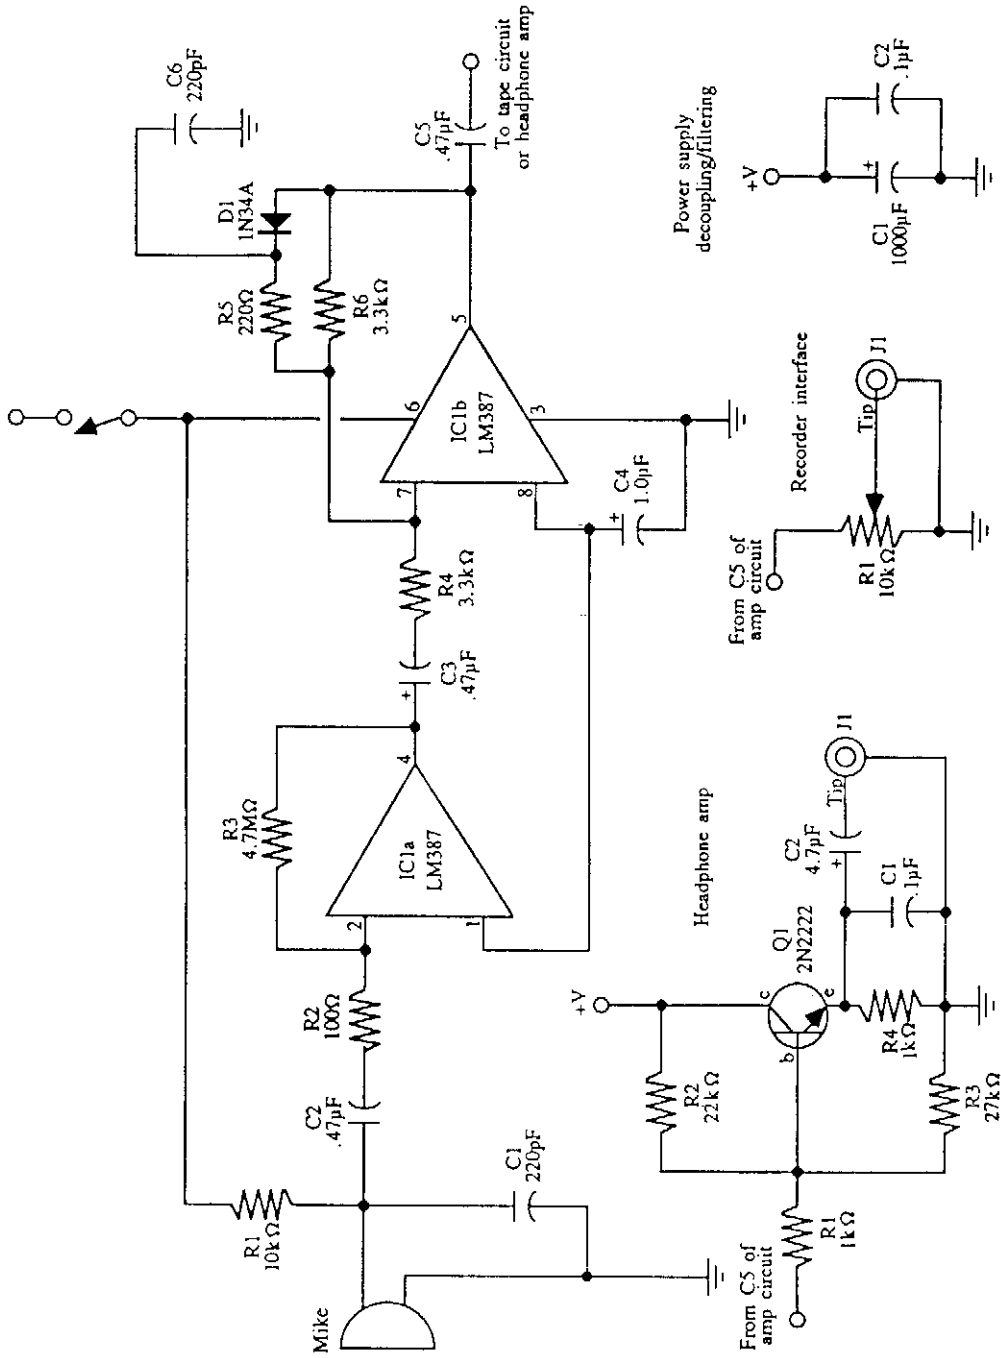 Mike
R1
10kΩ
C1
220pF
C2
.47µF
R2
100Ω
R3
4.7MΩ
2
1
4
IC1a
LM387
C3
.47µF
+
R4
3.3kΩ
7
8
6
3
5
IC1b
LM387
C4
1.0µF
+
R5
220Ω
R6
3.3kΩ
D1
1N34A
C6
220pF
C5
.47µF
To tape circuit
or headphone amp
Headphone amp
From C5 of
amp circuit
R1
1kΩ
R2
22kΩ
R3
27kΩ
+V
Q1
2N2222
c
b
e
R4
1kΩ
C1
.1µF
C2
4.7µF
+
Tip
J1
Recorder interface
From C5 of
amp circuit
R1
10kΩ
Tip
J1
Power supply
decoupling/filtering
+V
C1
1000µF
+
C2
.1µF